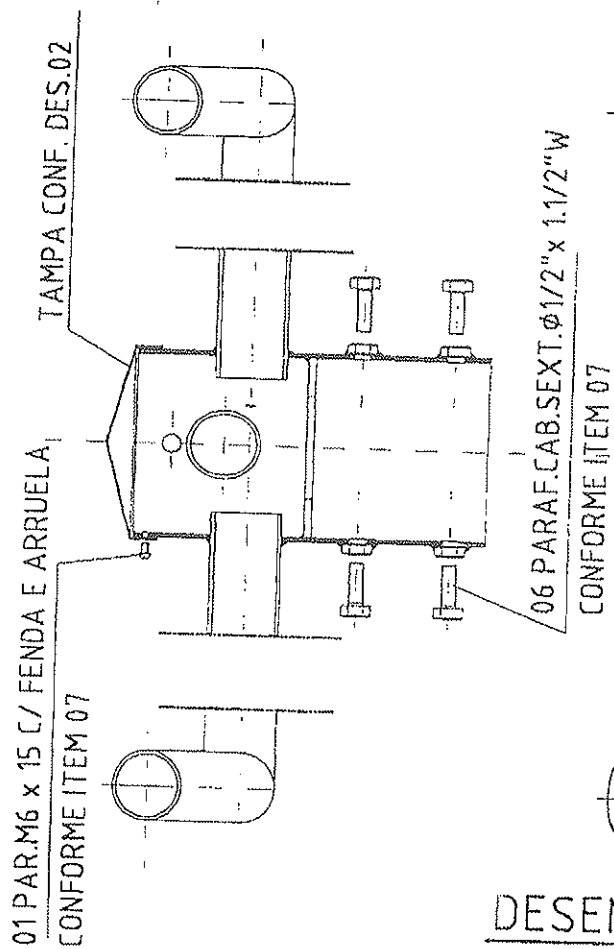 01 PAR.M6 x 15 C/ FENDA E ARRUELA
CONFORME ITEM 07
TAMPA CONF. DES.02
06 PARAF.CAB.SEXT.ø1/2"x 1.1/2"W
CONFORME ITEM 07
DESEN